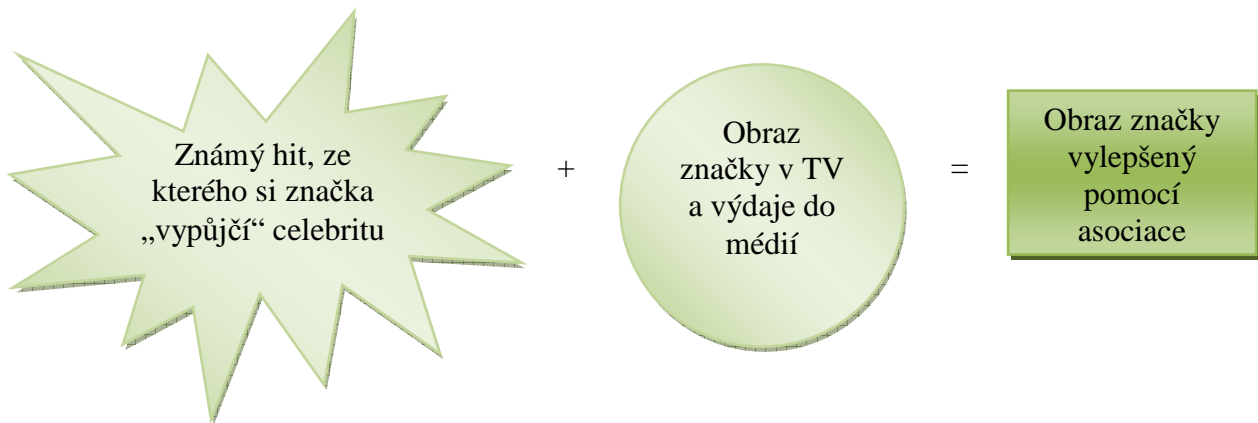 Známý hit, ze
kterého si značka
„vypůjčí“ celebritu
+
Obraz
značky v TV
a výdaje do
médií
=
Obraz značky
vylepšený
pomocí
asociace